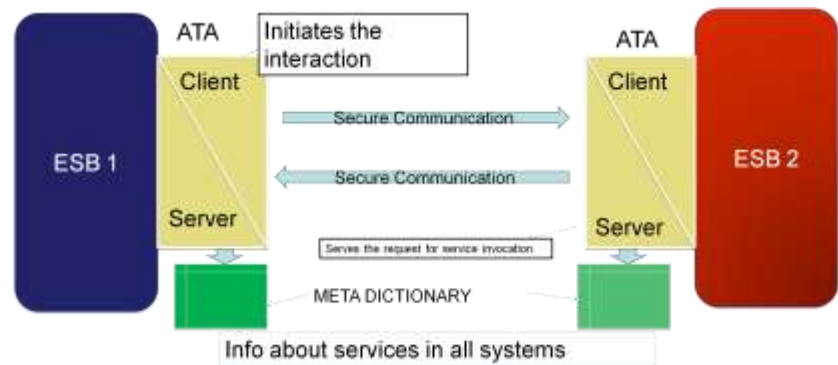 ATA
Initiates the
interaction
ATA
Client
Client
Secure Communication
ESB 1
ESB 2
Secure Communication
Server
Server
Serves the request for service invocation
META DICTIONARY
Info about services in all systems